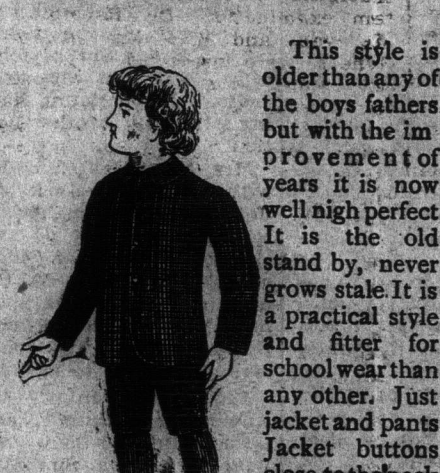 This style is
older than any of
the boys fathers
but with the im
provement of
years it is now
well nigh perfect
It is the old
stand by, never
grows stale. It is
a practical style
and fitter for
school wear than
any other. Just
jacket and pants
Jacket buttons